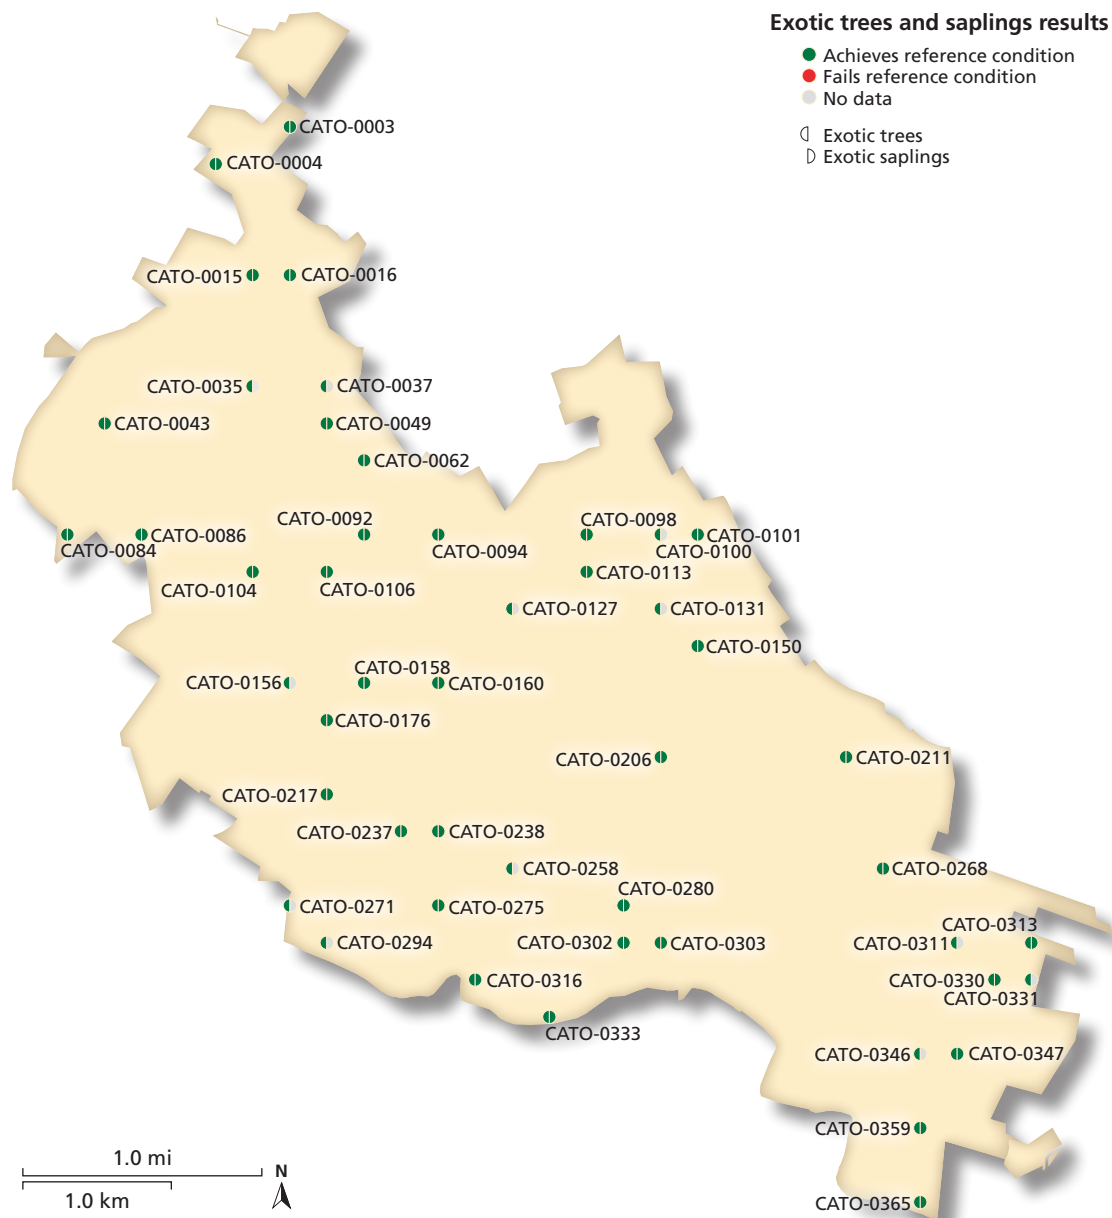 Exotic trees and saplings results
Achieves reference condition
Fails reference condition
No data
Exotic trees
Exotic saplings
CATO-0003
CATO-0004
CATO-0015
CATO-0016
CATO-0035
CATO-0037
CATO-0043
CATO-0049
CATO-0062
CATO-0092
CATO-0098
CATO-0084
CATO-0086
CATO-0094
CATO-0100
CATO-0101
CATO-0104
CATO-0106
CATO-0113
CATO-0127
CATO-0131
CATO-0150
CATO-0156
CATO-0158
CATO-0160
CATO-0176
CATO-0206
CATO-0211
CATO-0217
CATO-0237
CATO-0238
CATO-0258
CATO-0268
CATO-0280
CATO-0271
CATO-0275
CATO-0313
CATO-0294
CATO-0302
CATO-0303
CATO-0311
CATO-0316
CATO-0330
CATO-0331
CATO-0333
CATO-0346
CATO-0347
CATO-0359
CATO-0365
1.0 mi
N
1.0 km